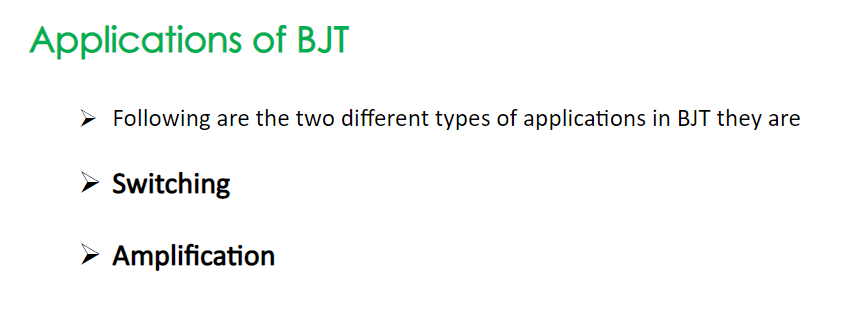 Applications of BJT
➢ Following are the two different types of applications in BJT they are
➢ Switching
➢ Amplification